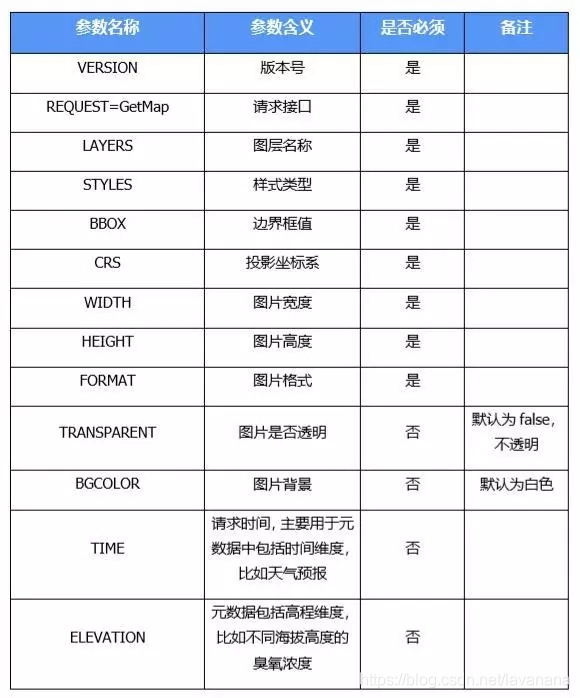 参数名称 参数含义 是否必须 备注
VERSION 版本号 是
REQUEST=GetMap 请求接口 是
LAYERS 图层名称 是
STYLES 样式类型 是
BBOX 边界框值 是
CRS 投影坐标系 是
WIDTH 图片宽度 是
HEIGHT 图片高度 是
FORMAT 图片格式 是
TRANSPARENT 图片是否透明 否 默认为 false，
不透明
BGCOLOR 图片背景 否 默认为白色
请求时间，主要用于元
TIME 数据中包括时间维度， 否
比如天气预报
元数据包括高程维度，
ELEVATION 比如不同海拔高度的 否
臭氧浓度
https://blog.csdn.net/lavanana